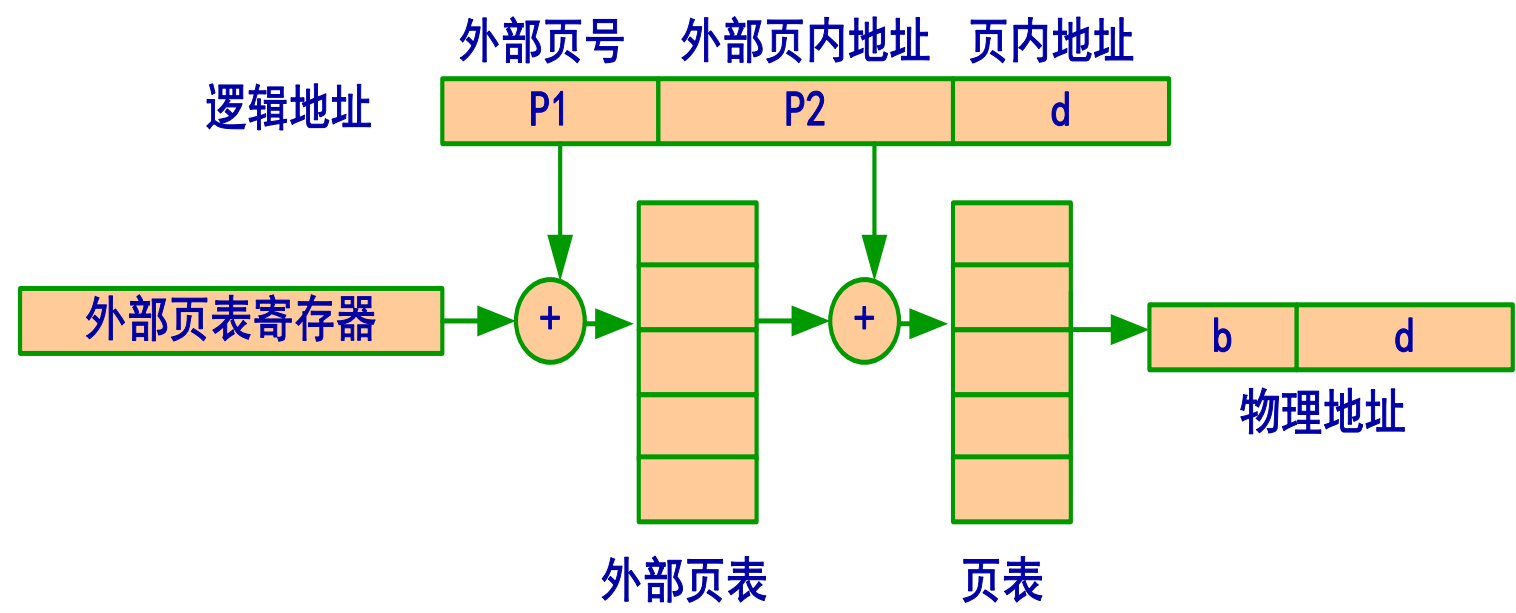 外部页号 外部页内地址 页内地址
逻辑地址 P1 P2 d
外部页表寄存器 + +
b d
物理地址
外部页表 页表